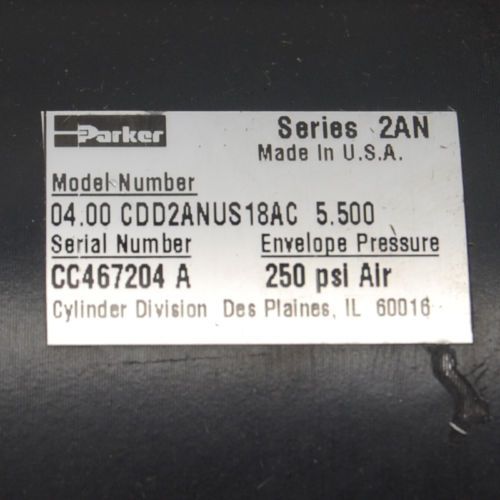 Parker Series 2AN
Made In U.S.A.
Model Number
04.00 CDD2ANUS18AC 5.500
Serial Number Envelope Pressure
CC467204 A 250 psi Air
Cylinder Division Des Plaines, IL 60016